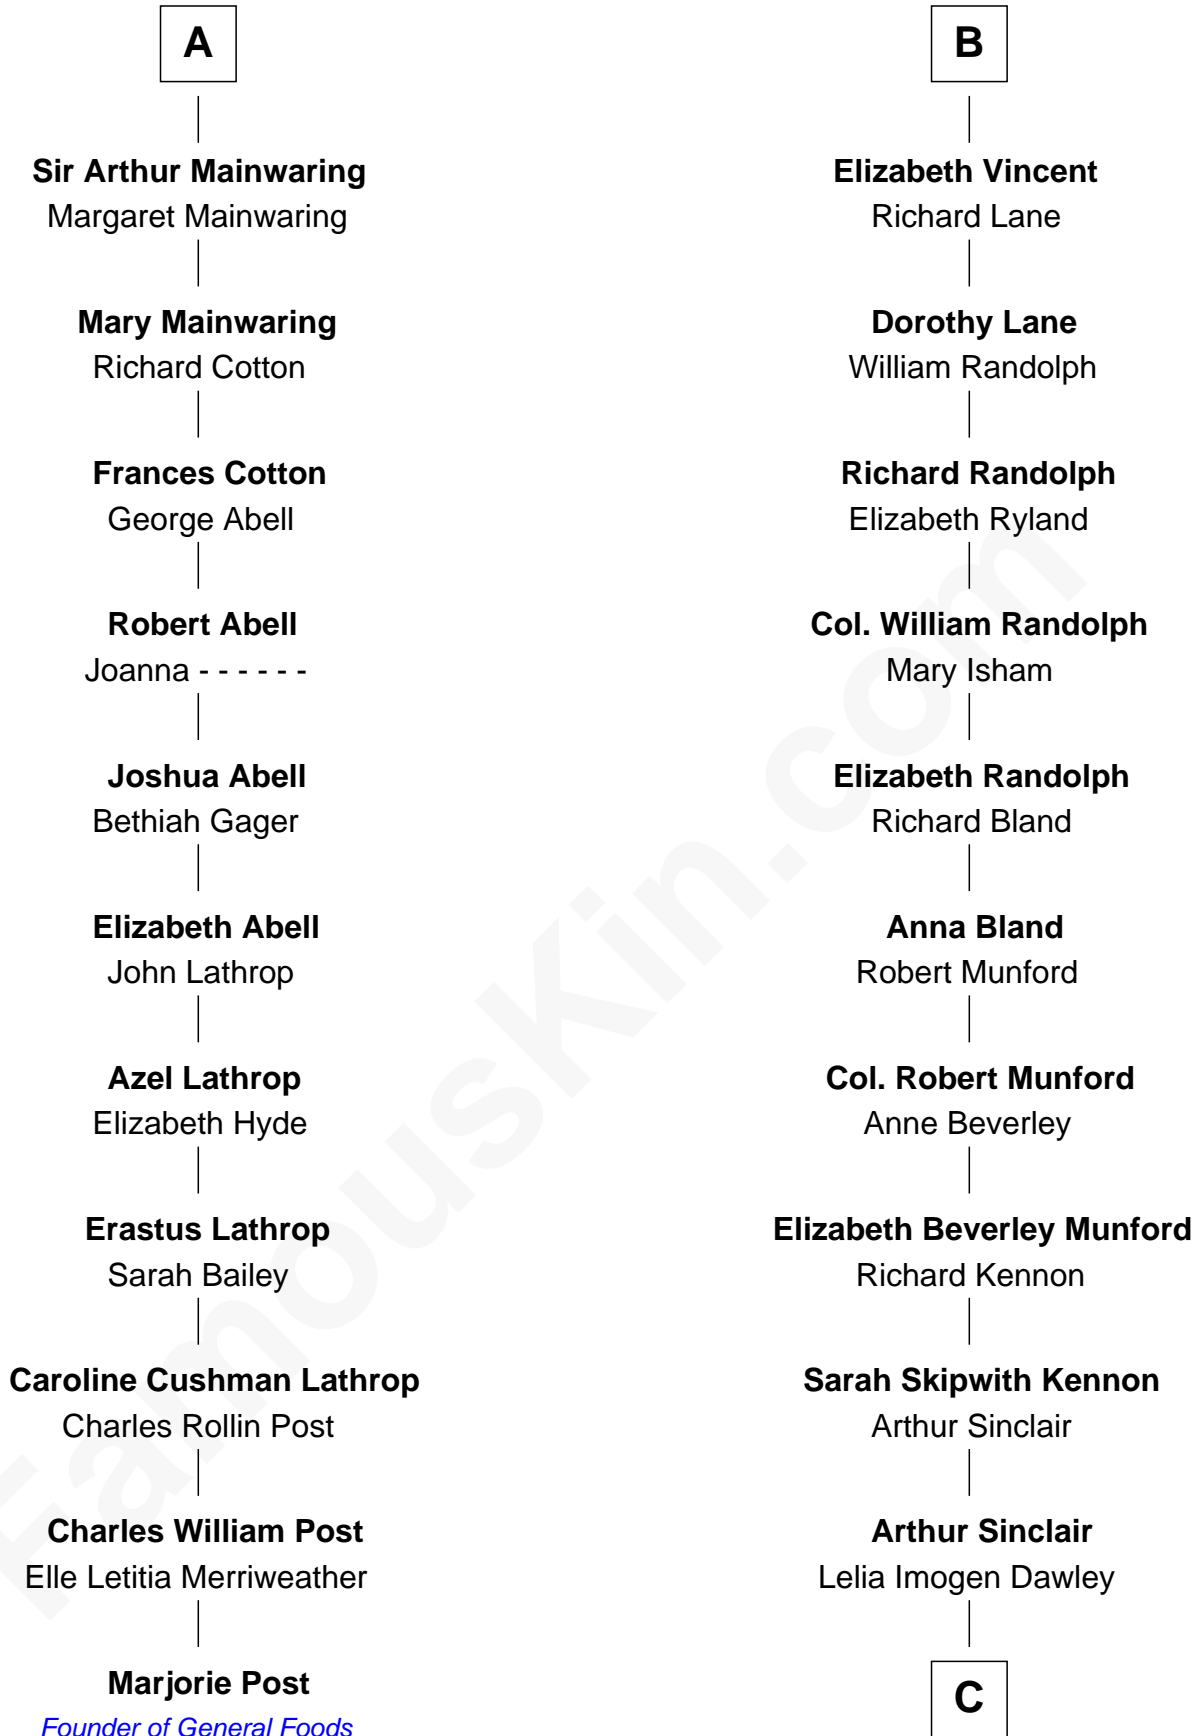 A
Sir Arthur Mainwaring
Margaret Mainwaring
Mary Mainwaring
Richard Cotton
Frances Cotton
George Abell
Robert Abell
Joanna - - - - - -
Joshua Abell
Bethiah Gager
Elizabeth Abell
John Lathrop
Azel Lathrop
Elizabeth Hyde
Erastus Lathrop
Sarah Bailey
Caroline Cushman Lathrop
Charles Rollin Post
Charles William Post
Elle Letitia Merriweather
Marjorie Post
Founder of General Foods
B
Elizabeth Vincent
Richard Lane
Dorothy Lane
William Randolph
Richard Randolph
Elizabeth Ryland
Col. William Randolph
Mary Isham
Elizabeth Randolph
Richard Bland
Anna Bland
Robert Munford
Col. Robert Munford
Anne Beverley
Elizabeth Beverley Munford
Richard Kennon
Sarah Skipwith Kennon
Arthur Sinclair
Arthur Sinclair
Lelia Imogen Dawley
C
FamousKin.com